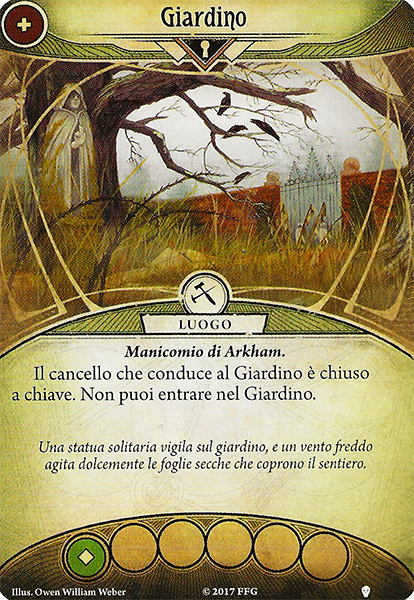 Giardino
LUOGO
Manicomio di Arkham.
Il cancello che conduce al Giardino è chiuso
a chiave. Non puoi entrare nel Giardino.
Una statua solitaria vigila sul giardino, e un vento freddo
agita dolcemente le foglie secche che coprono il sentiero.
Illus. Owen William Weber
© 2017 FFG